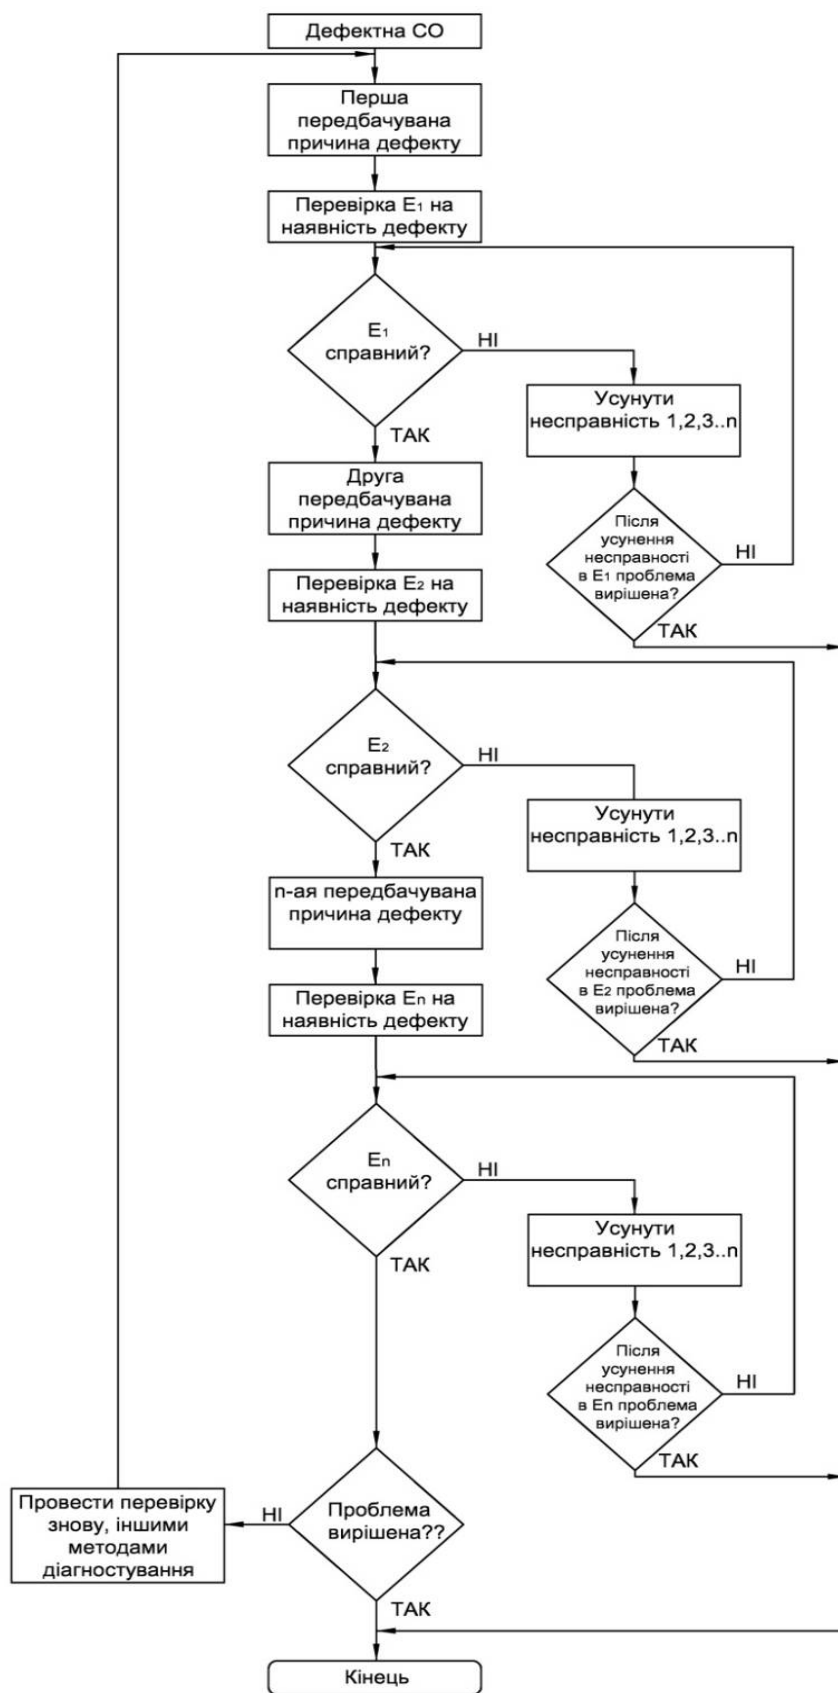 Дефектна СО
Перша
передбачувана
причина дефекту
Перевірка E₁ на
наявність дефекту
E₁
справний?
НІ
Усунути
несправність 1,2,3..n
ТАК
Друга
передбачувана
причина дефекту
Після
усунення
несправності
в E₁ проблема
вирішена?
НІ
Перевірка E₂ на
наявність дефекту
ТАК
E₂
справний?
НІ
Усунути
несправність 1,2,3..n
ТАК
n-ая передбачувана
причина дефекту
Після
усунення
несправності
в E₂ проблема
вирішена?
НІ
Перевірка En на
наявність дефекту
ТАК
En
справний?
НІ
Усунути
несправність 1,2,3..n
ТАК
Після
усунення
несправності
в En проблема
вирішена?
НІ
ТАК
Проблема
вирішена??
НІ
Провести перевірку
знову, іншими
методами
діагностування
ТАК
Кінець